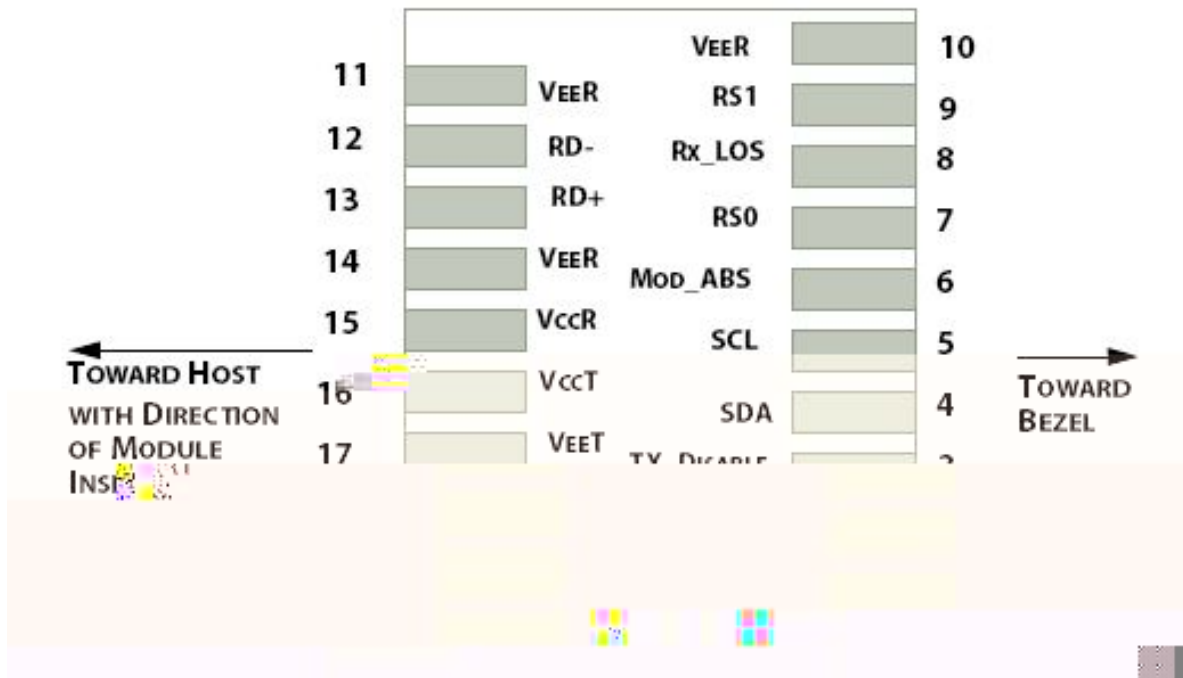 VEER 10
11 VEER
RS1 9
12 RD-
Rx_LOS 8
13 RD+
RS0 7
14 VEER
MOD_ABS 6
15 VCCR
SCL 5
TOWARD HOST
WITH DIRECTION
OF MODULE
16 VCCT
SDA 4
TOWARD
BEZEL
17 VEET